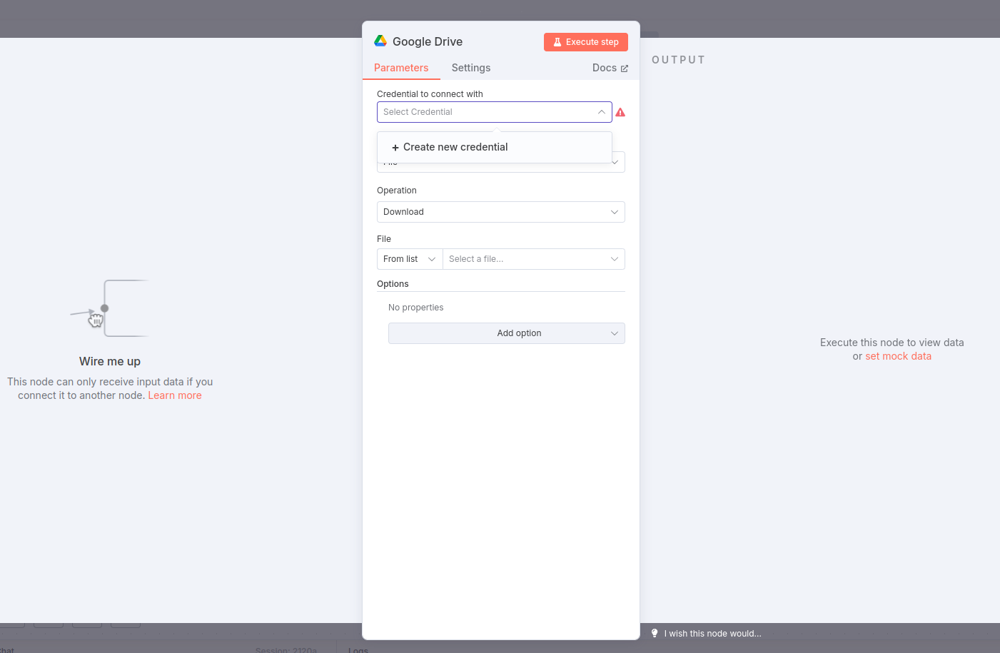 Google Drive
Execute step
Parameters
Settings
Docs
Credential to connect with
Select Credential
+ Create new credential
File
Operation
Download
File
From list
Select a file...
Options
No properties
Add option
Wire me up
This node can only receive input data if you
connect it to another node. Learn more
OUTPUT
Execute this node to view data
or set mock data
I wish this node would...
Session: 2120a
Logs